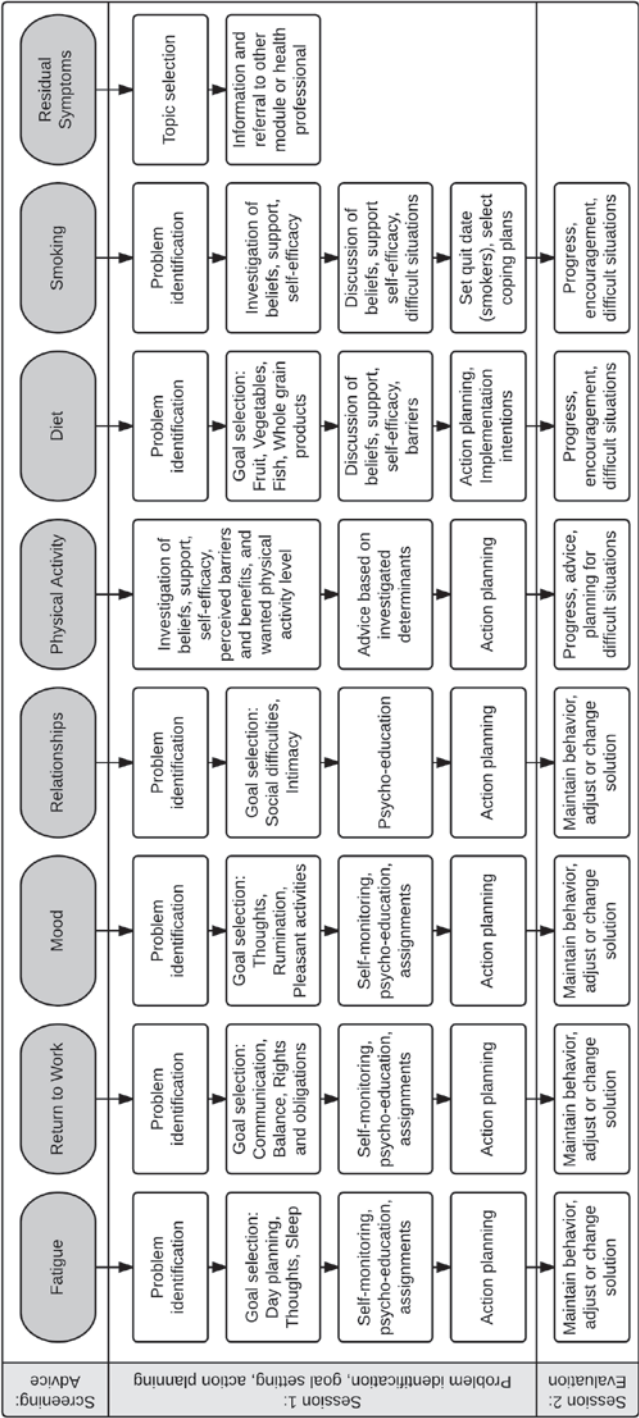 Screening:
Advice
Fatigue
Return to Work
Mood
Relationships
Physical Activity
Diet
Smoking
Residual
Symptoms
Session 1:
Problem identification, goal setting, action planning
Problem
identification
Goal selection:
Day planning,
Thoughts, Sleep
Self-monitoring,
psycho-education,
assignments
Action planning
Problem
identification
Goal selection:
Communication,
Balance, Rights
and obligations
Self-monitoring,
psycho-education,
assignments
Action planning
Problem
identification
Goal selection:
Thoughts,
Rumination,
Pleasant activities
Self-monitoring,
psycho-education,
assignments
Action planning
Problem
identification
Goal selection:
Social difficulties,
Intimacy
Psycho-education
Action planning
Investigation of
beliefs, support,
self-efficacy,
perceived barriers
and benefits, and
wanted physical
activity level
Advice based on
investigated
determinants
Action planning
Problem
identification
Goal selection:
Fruit, Vegetables,
Fish, Whole grain
products
Discussion of
beliefs, support,
self-efficacy,
barriers
Action planning,
Implementation
intentions
Problem
identification
Investigation of
beliefs, support,
self-efficacy
Discussion of
beliefs, support
self-efficacy,
difficult situations
Set quit date
(smokers), select
coping plans
Topic selection
Information and
referral to other
module or health
professional
Session 2:
Evaluation
Maintain behavior,
adjust or change
solution
Maintain behavior,
adjust or change
solution
Maintain behavior,
adjust or change
solution
Maintain behavior,
adjust or change
solution
Progress, advice,
planning for
difficult situations
Progress,
encouragement,
difficult situations
Progress,
encouragement,
difficult situations